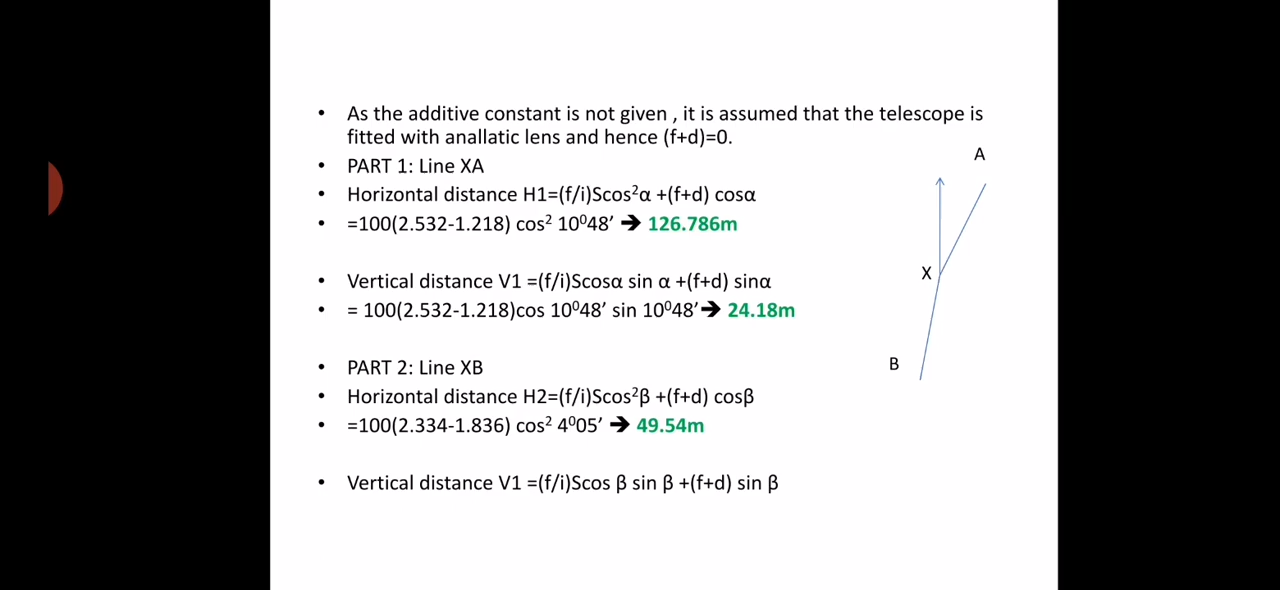 • As the additive constant is not given , it is assumed that the telescope is
fitted with anallatic lens and hence (f+d)=0.
• PART 1: Line XA
• Horizontal distance H1=(f/i)Scos²α +(f+d) cosα
• =100(2.532-1.218) cos² 10⁰48’ ➔ 126.786m
• Vertical distance V1 =(f/i)Scosα sin α +(f+d) sinα
• = 100(2.532-1.218)cos 10⁰48’ sin 10⁰48’➔ 24.18m
• PART 2: Line XB
• Horizontal distance H2=(f/i)Scos²β +(f+d) cosβ
• =100(2.334-1.836) cos² 4⁰05’ ➔ 49.54m
• Vertical distance V1 =(f/i)Scos β sin β +(f+d) sin β
A
X
B